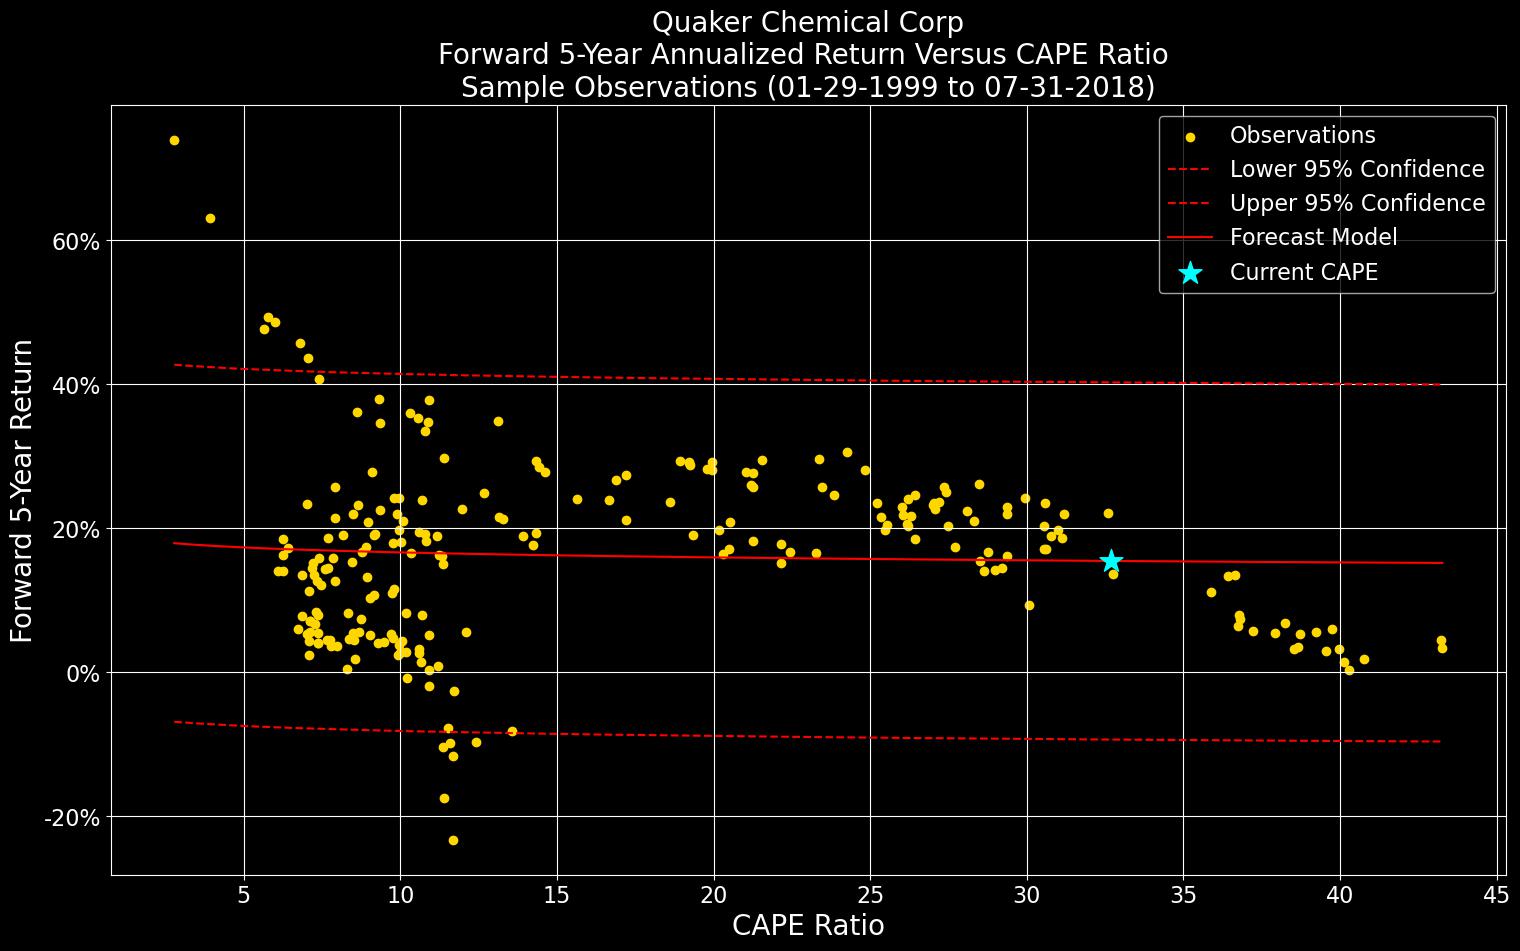 Quaker Chemical Corp
Forward 5-Year Annualized Return Versus CAPE Ratio
Sample Observations (01-29-1999 to 07-31-2018)
Observations
Lower 95% Confidence
Upper 95% Confidence
Forecast Model
Current CAPE
Forward 5-Year Return
60%
40%
20%
0%
-20%
5 10 15 20 25 30 35 40 45
CAPE Ratio